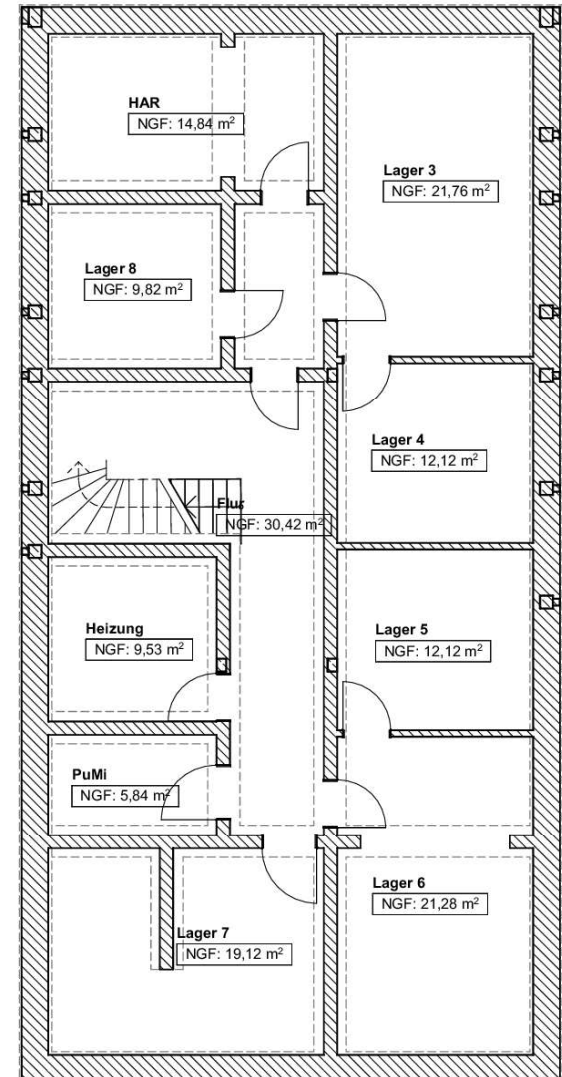 HAR
NGF: 14,84 m²
Lager 3
NGF: 21,76 m²
Lager 8
NGF: 9,82 m²
Lager 4
NGF: 12,12 m²
Flur
NGF: 30,42 m²
Heizung
NGF: 9,53 m²
Lager 5
NGF: 12,12 m²
PuMi
NGF: 5,84 m²
Lager 6
NGF: 21,28 m²
Lager 7
NGF: 19,12 m²